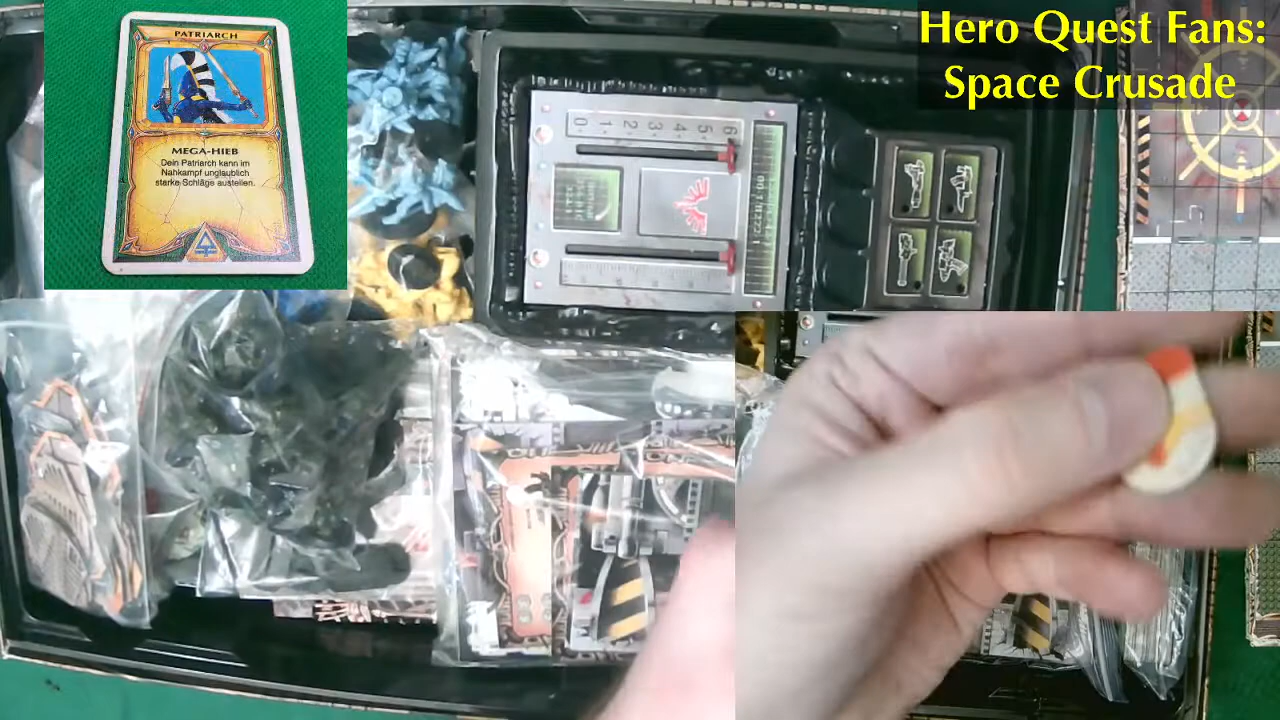 PATRIARCH
MEGA-HIEB
Dein Patriarch kann im
Nahkampf unglaublich
starke Schläge austeilen.
Hero Quest Fans:
Space Crusade
0 1 2 3 4 5 6